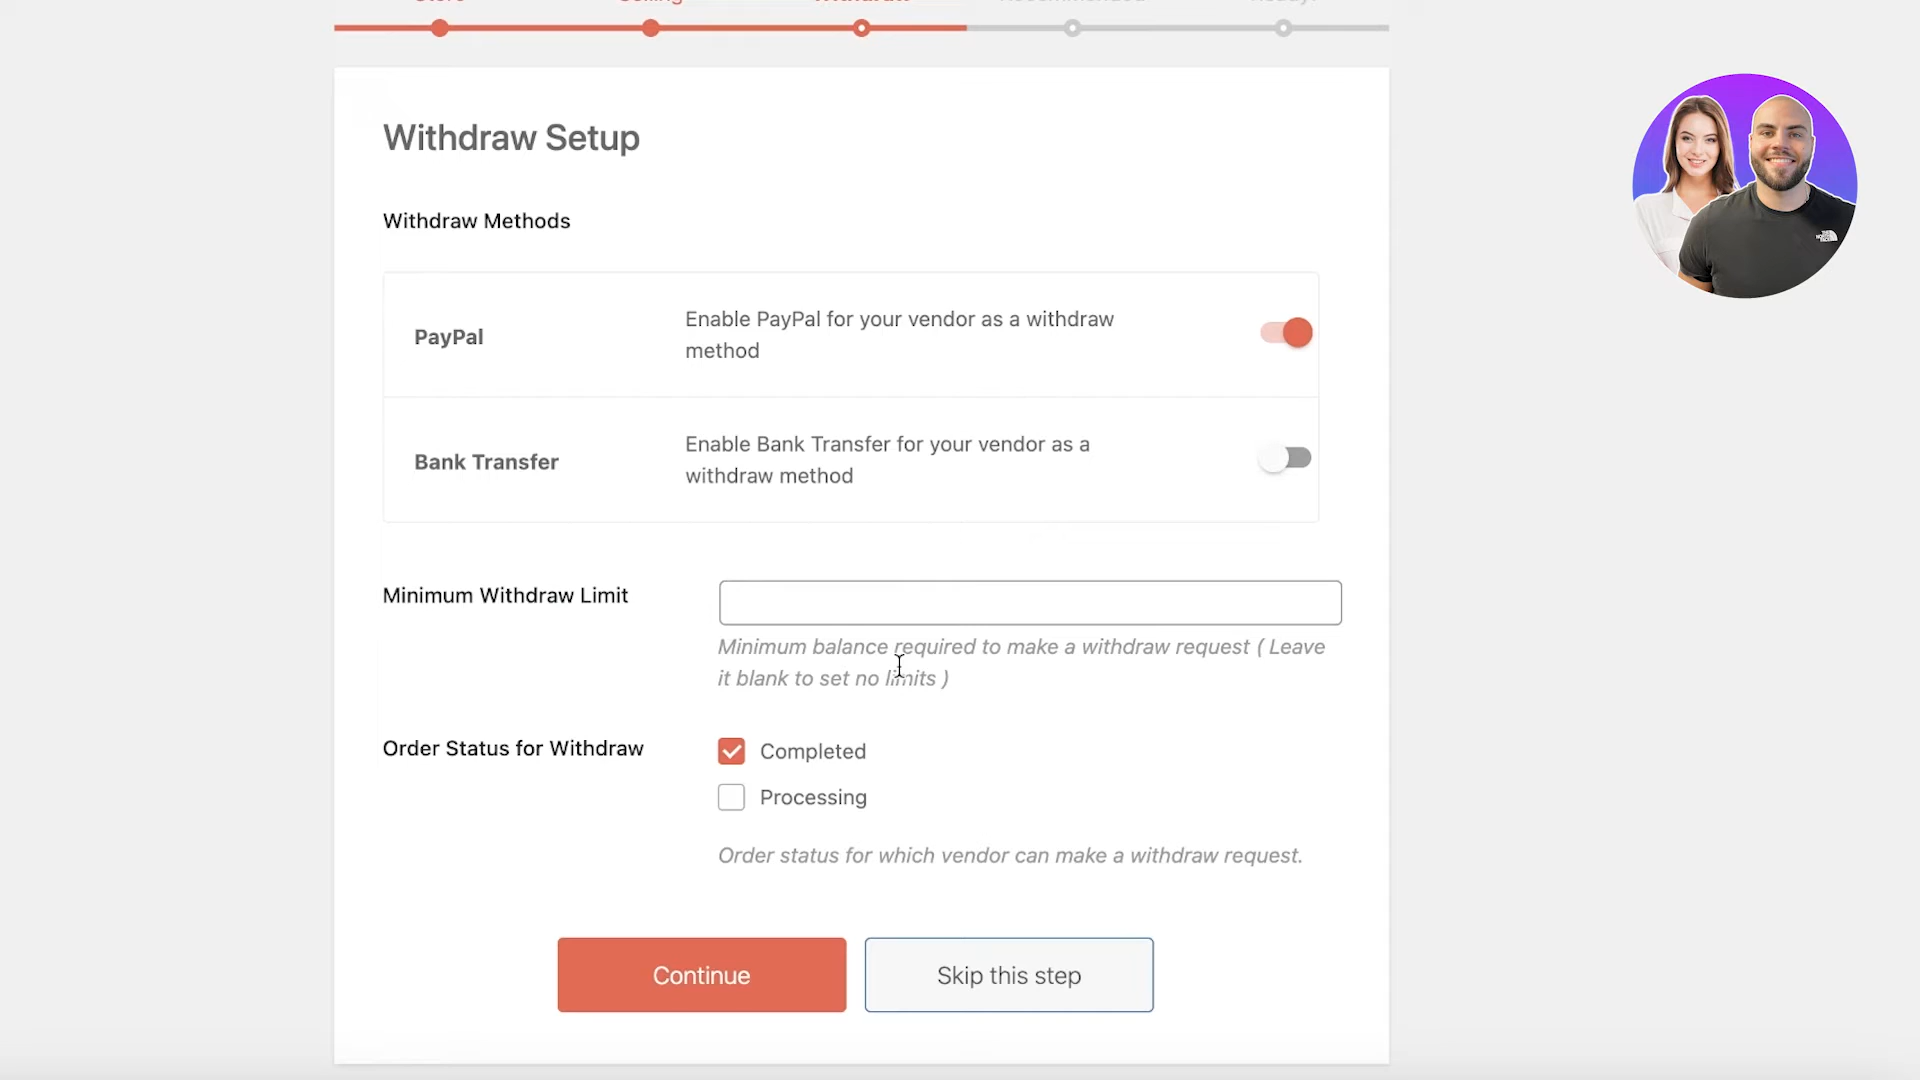 Withdraw Setup
Withdraw Methods
PayPal
Enable PayPal for your vendor as a withdraw
method
Bank Transfer
Enable Bank Transfer for your vendor as a
withdraw method
Minimum Withdraw Limit
Minimum balance required to make a withdraw request ( Leave
it blank to set no limits )
Order Status for Withdraw
Completed
Processing
Order status for which vendor can make a withdraw request.
Continue
Skip this step